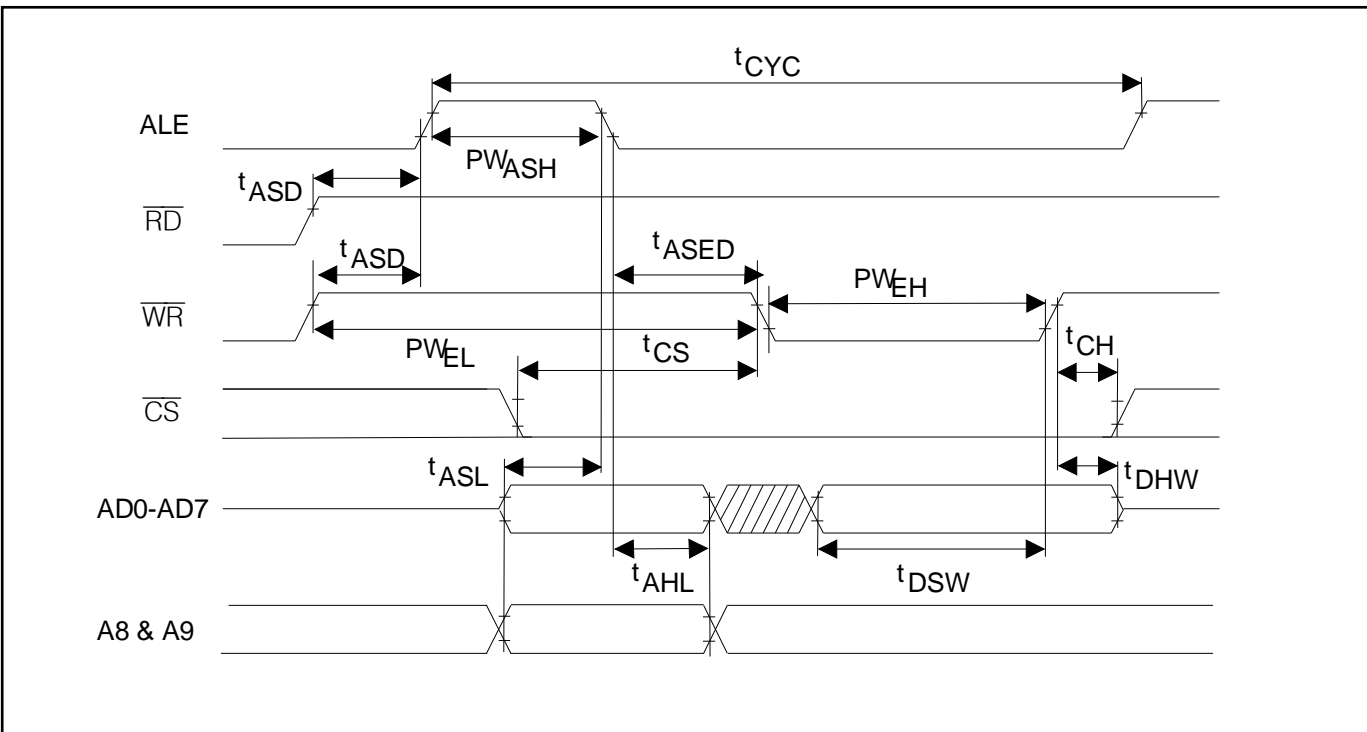 tCYC
ALE
PWASH
tASD
RD
tASD
tASED
PWEH
WR
PWEL
tCS
tCH
CS
tASL
tDHW
AD0-AD7
tAHL
tDSW
A8 & A9